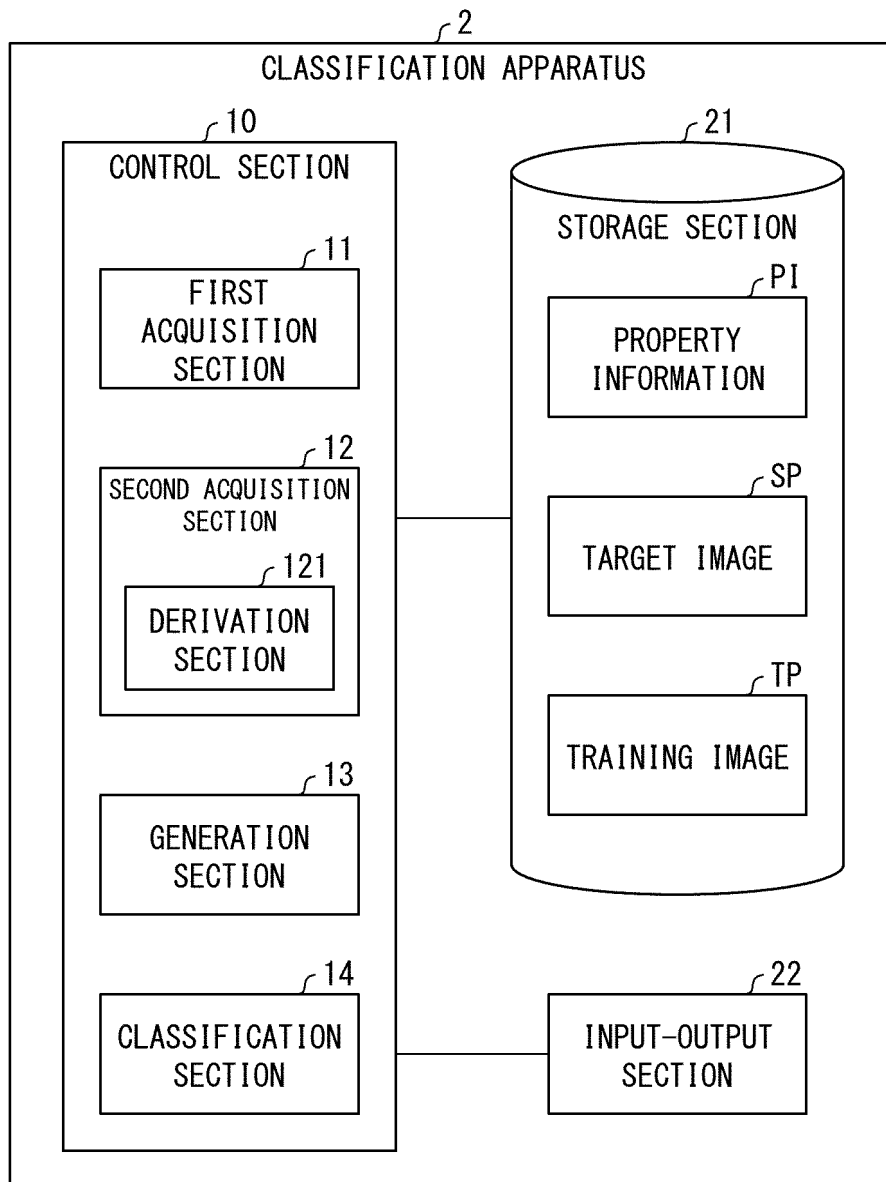 2
CLASSIFICATION APPARATUS
10
CONTROL SECTION
11
FIRST
ACQUISITION
SECTION
12
SECOND ACQUISITION
SECTION
121
DERIVATION
SECTION
13
GENERATION
SECTION
14
CLASSIFICATION
SECTION
21
STORAGE SECTION
PI
PROPERTY
INFORMATION
SP
TARGET IMAGE
TP
TRAINING IMAGE
22
INPUT-OUTPUT
SECTION